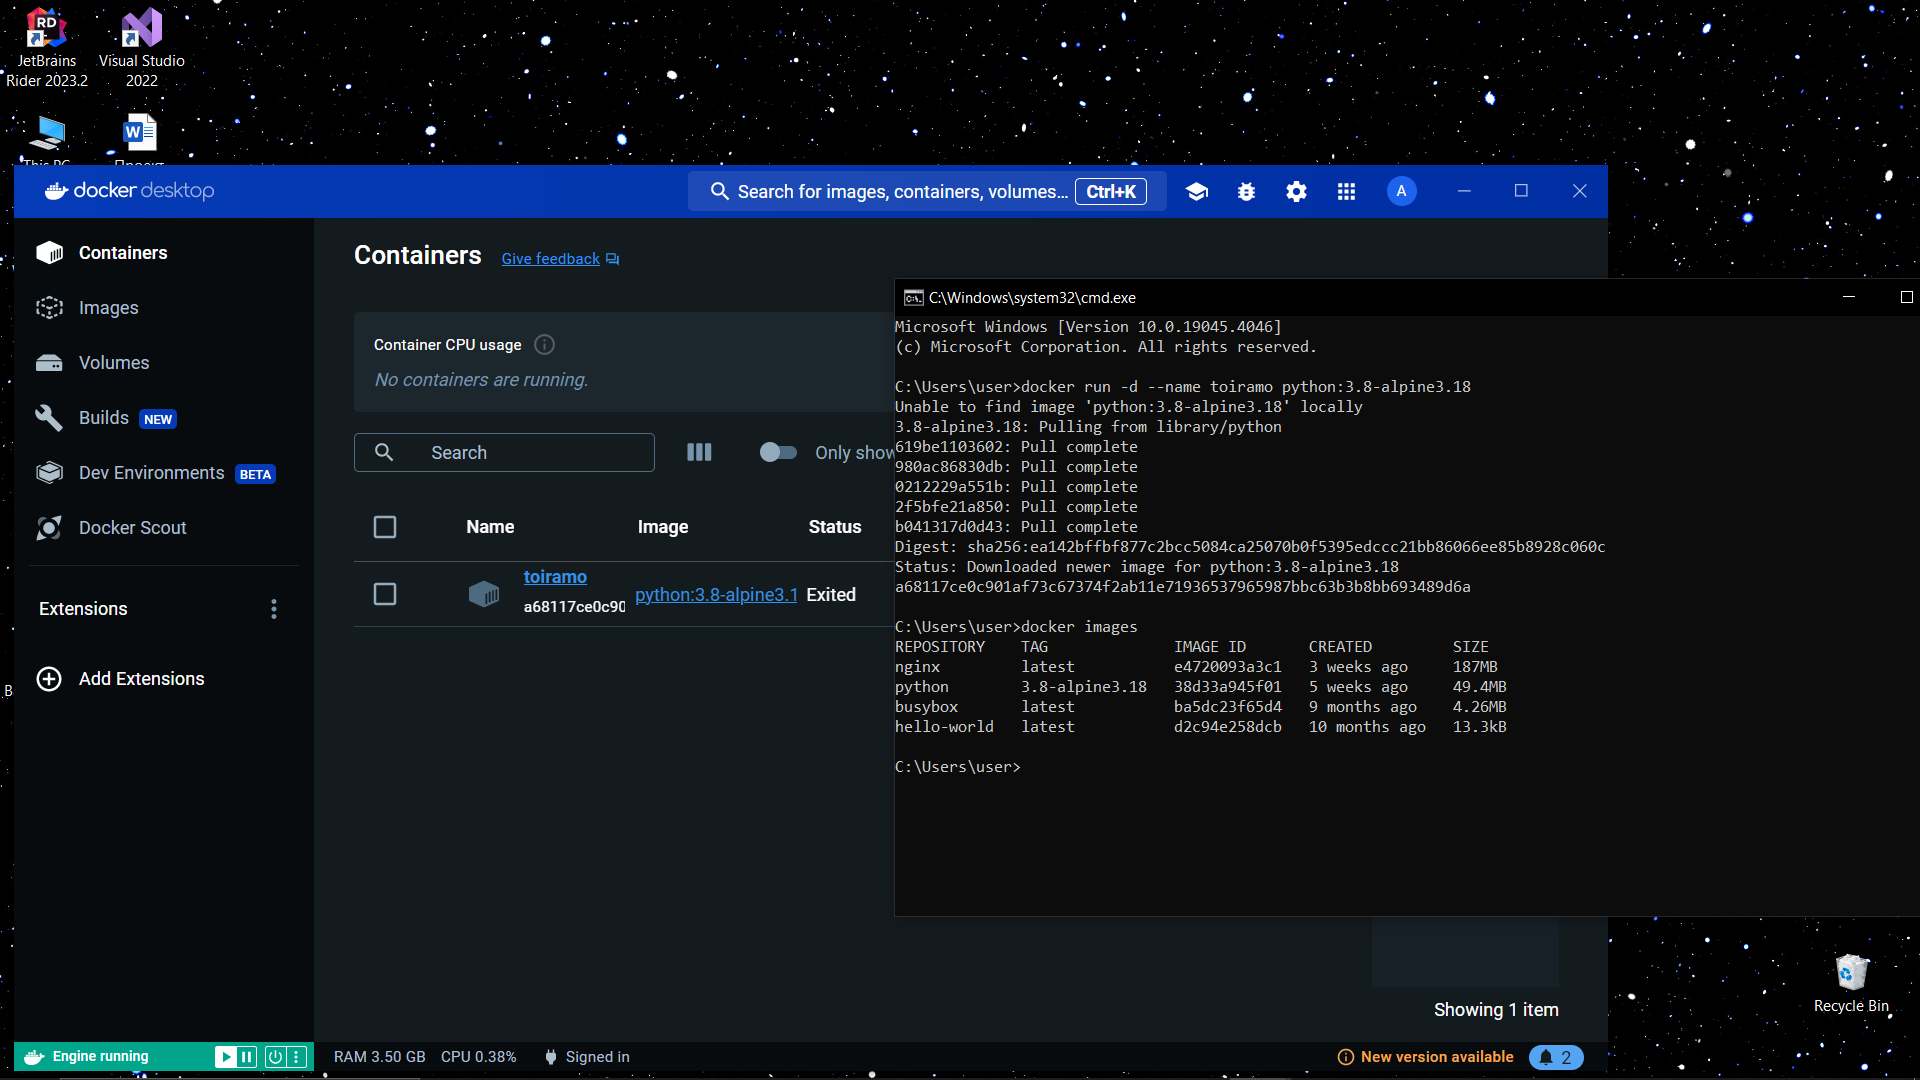 JetBrains
Rider 2023.2
Visual Studio
2022
This PC
Проект
docker desktop
Search for images, containers, volumes...
Ctrl+K
A
Containers
Images
Volumes
Builds NEW
Dev Environments BETA
Docker Scout
Extensions
Add Extensions
Containers
Give feedback
Container CPU usage
No containers are running.
Search
Only show
Name Image Status
toiramo
a68117ce0c90
python:3.8-alpine3.1
Exited
Showing 1 item
C:\Windows\system32\cmd.exe
Microsoft Windows [Version 10.0.19045.4046]
(c) Microsoft Corporation. All rights reserved.
C:\Users\user>docker run -d --name toiramo python:3.8-alpine3.18
Unable to find image 'python:3.8-alpine3.18' locally
3.8-alpine3.18: Pulling from library/python
619be1103602: Pull complete
980ac86830db: Pull complete
0212229a551b: Pull complete
2f5bfe21a850: Pull complete
b041317d0d43: Pull complete
Digest: sha256:ea142bffbf877c2bcc5084ca25070b0f5395edccc21bb86066ee85b8928c060c
Status: Downloaded newer image for python:3.8-alpine3.18
a68117ce0c901af73c67374f2ab11e71936537965987bbc63b3b8bb693489d6a
C:\Users\user>docker images
REPOSITORY TAG IMAGE ID CREATED SIZE
nginx latest e4720093a3c1 3 weeks ago 187MB
python 3.8-alpine3.18 38d33a945f01 5 weeks ago 49.4MB
busybox latest ba5dc23f65d4 9 months ago 4.26MB
hello-world latest d2c94e258dcb 10 months ago 13.3kB
C:\Users\user>
Recycle Bin
Engine running
RAM 3.50 GB CPU 0.38%
Signed in
New version available
2